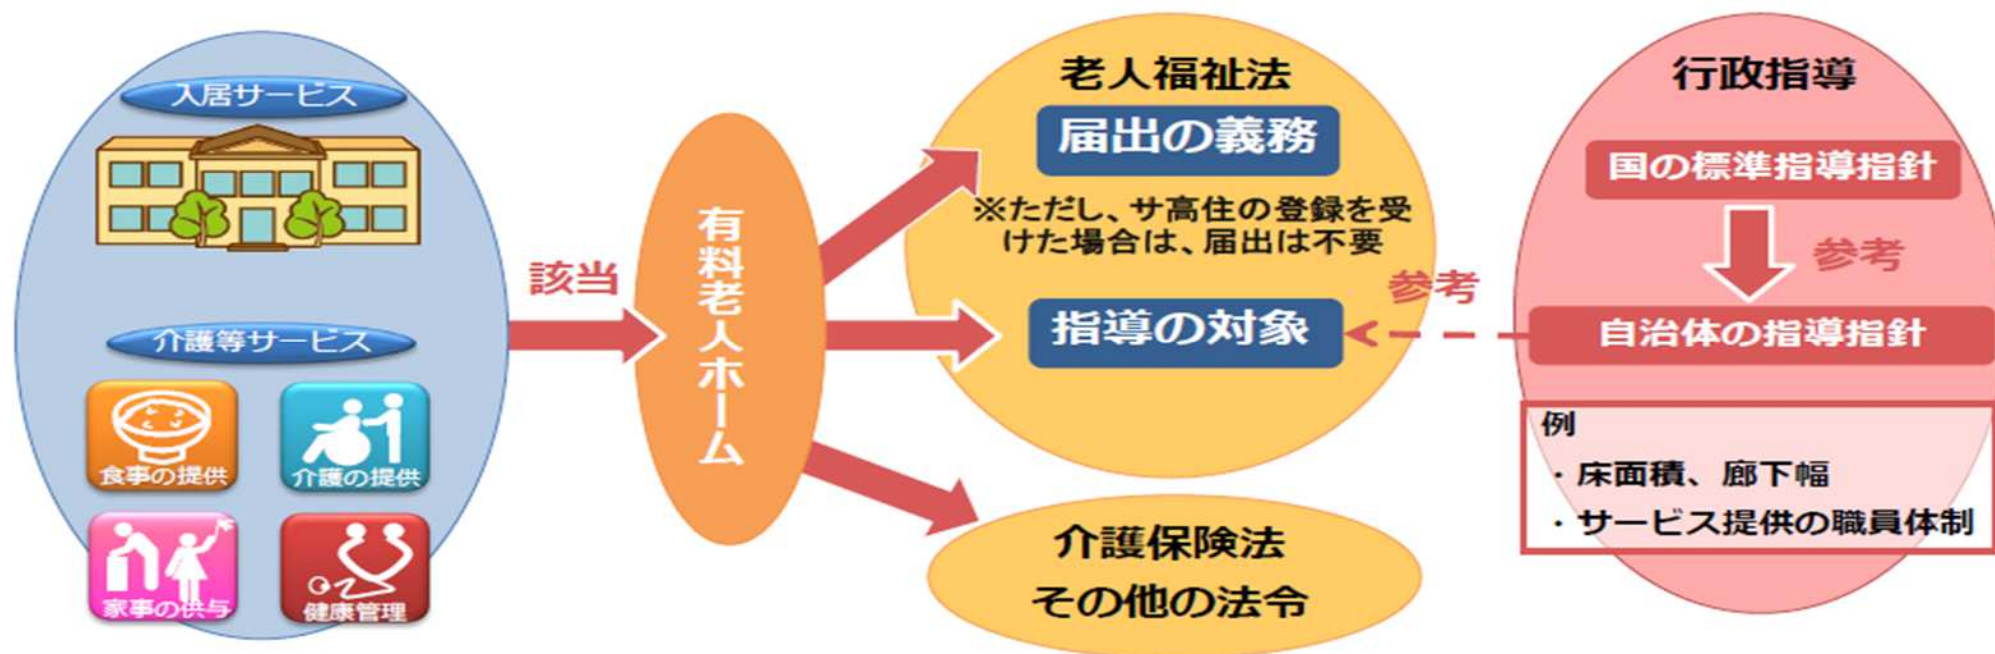 入居サービス
介護等サービス
食事の提供
介護の提供
家事の供与
健康管理
該当
有料老人ホーム
老人福祉法
届出の義務
※ただし、サ高住の登録を受
けた場合は、届出は不要
指導の対象
介護保険法
その他の法令
参考
行政指導
国の標準指導指針
参考
自治体の指導指針
例
・床面積、廊下幅
・サービス提供の職員体制